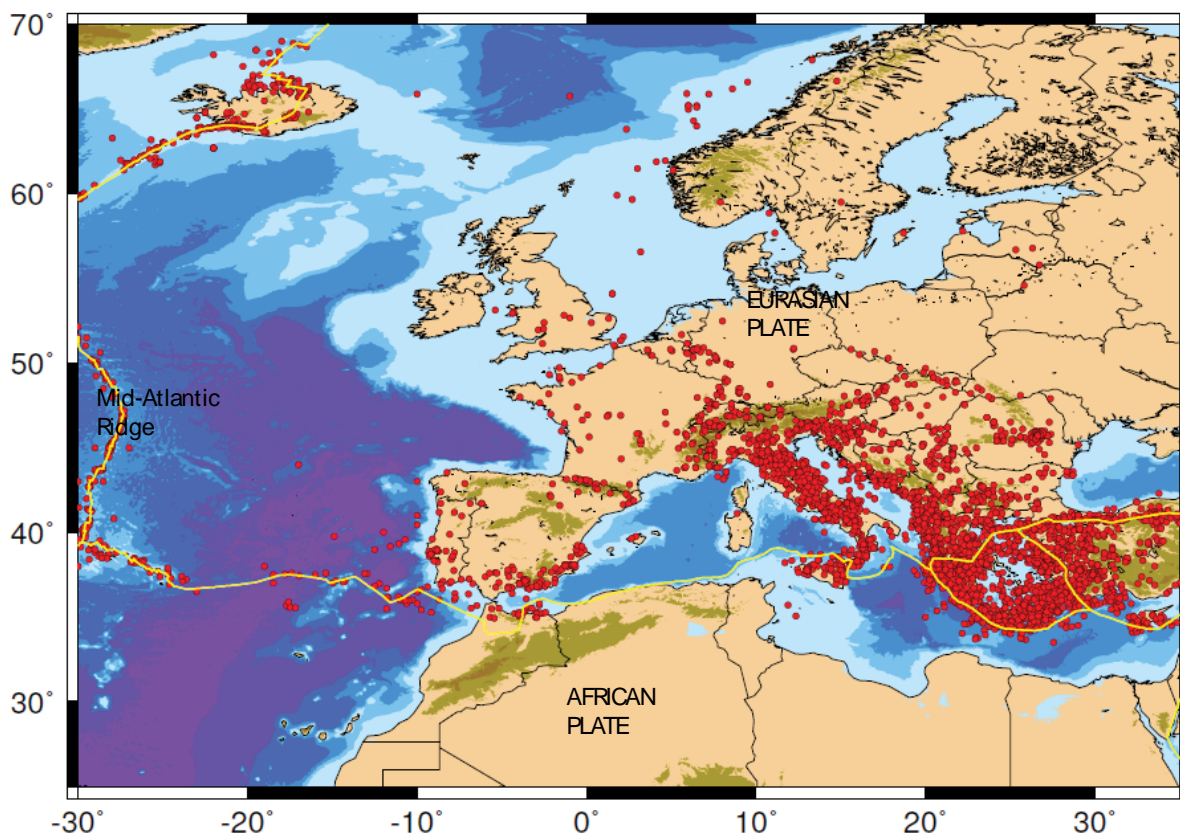 70˚
60˚
50˚
40˚
30˚
EURASIAN
PLATE
Mid-Atlantic
Ridge
AFRICAN
PLATE
-30˚ -20˚ -10˚ 0˚ 10˚ 20˚ 30˚